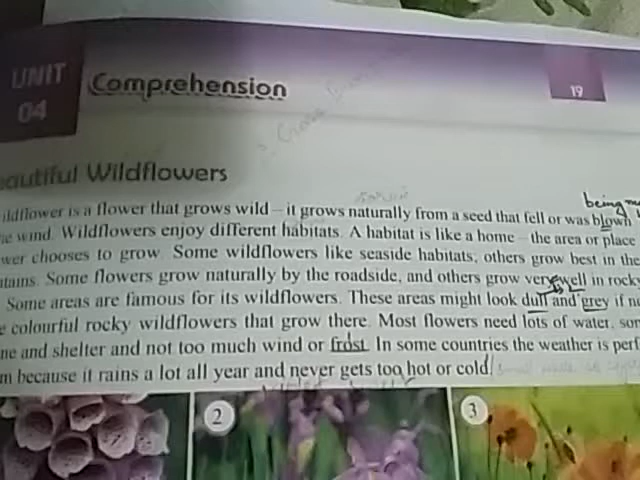 UNIT
04
Comprehension
19
eautiful Wildflowers
being
ildflower is a flower that grows wild – it grows naturally from a seed that fell or was blown
e wind. Wildflowers enjoy different habitats. A habitat is like a home – the area or place
wer chooses to grow. Some wildflowers like seaside habitats, others grow best in the
ntains. Some flowers grow naturally by the roadside, and others grow very well in rocky
Some areas are famous for its wildflowers. These areas might look dull and grey if no
e colourful rocky wildflowers that grow there. Most flowers need lots of water, som
ne and shelter and not too much wind or frost. In some countries the weather is perf
m because it rains a lot all year and never gets too hot or cold.
2
3